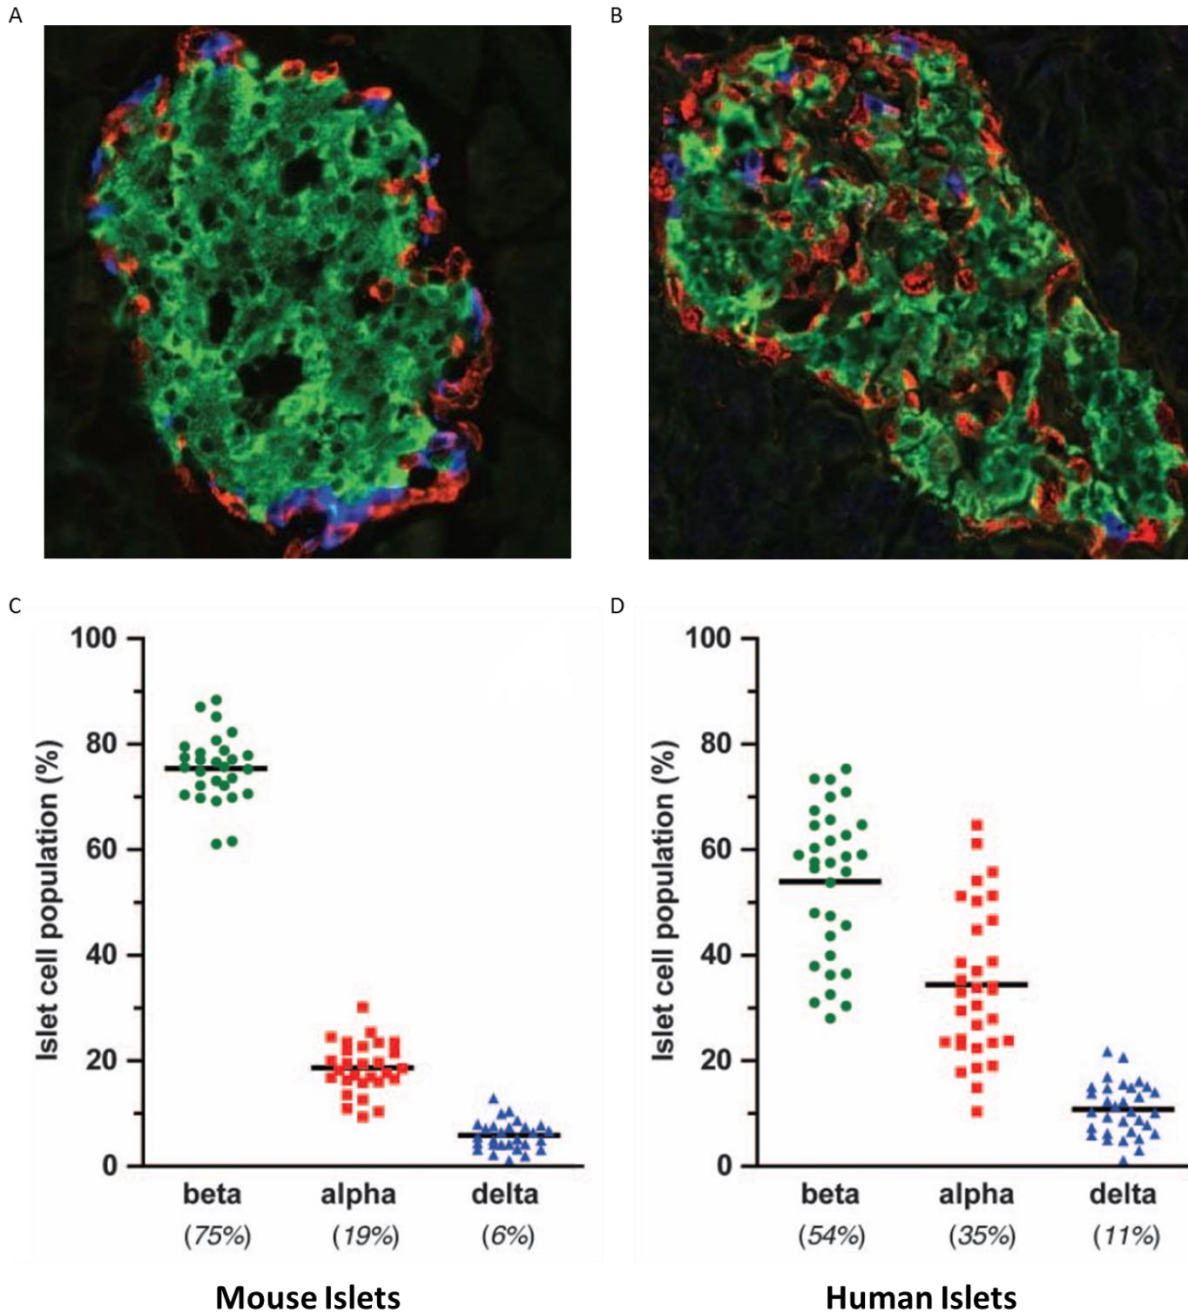 A
B
C
D
100
80
60
40
20
0
Islet cell population (%)
beta
alpha
delta
(75%)
(19%)
(6%)
Mouse Islets
100
80
60
40
20
0
Islet cell population (%)
beta
alpha
delta
(54%)
(35%)
(11%)
Human Islets